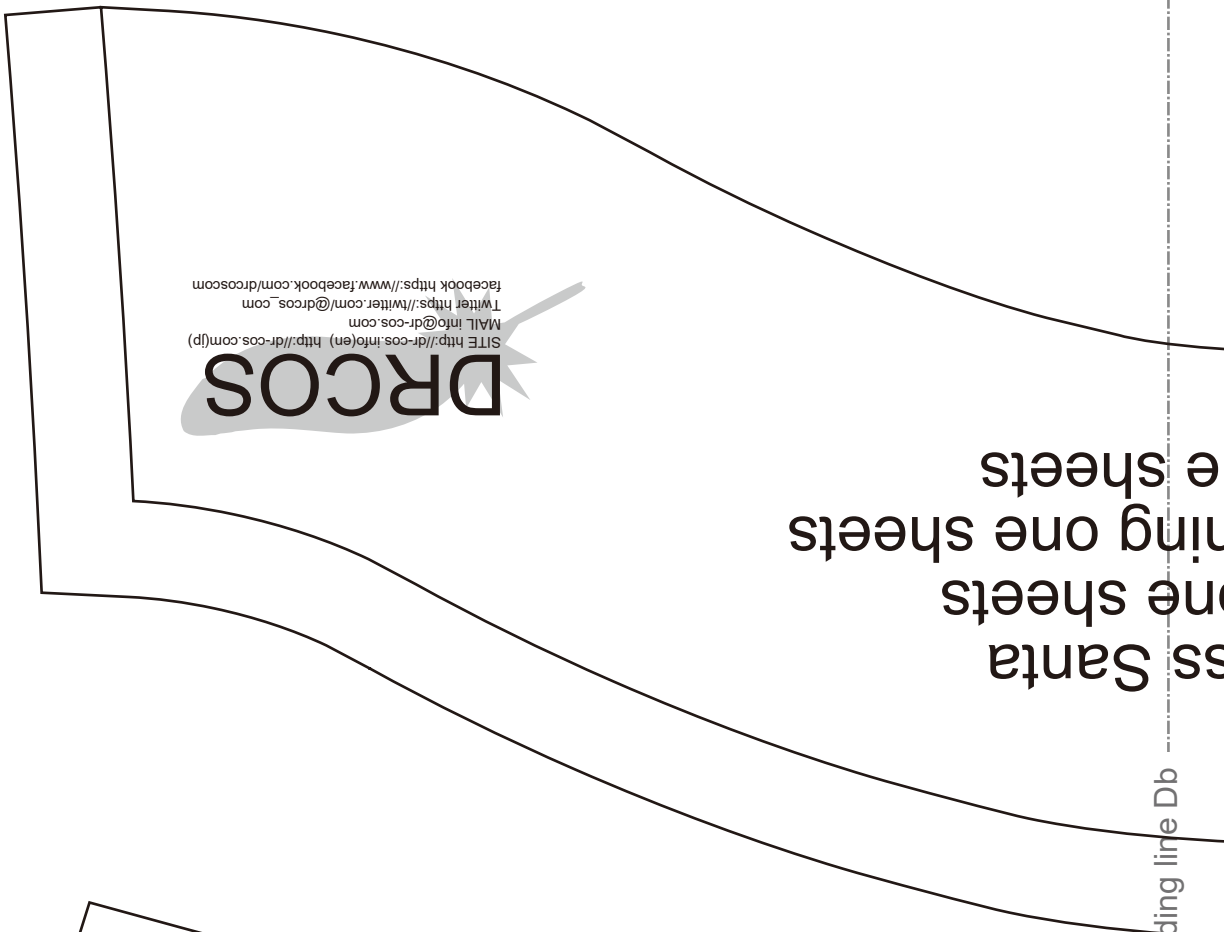 ding line Db
ss Santa
one sheets
ning one sheets
e sheets
DRCOS
SITE http://dr-cos.info(en) http://dr-cos.com(jp)
MAIL info@dr-cos.com
Twitter https://twitter.com/@drcos_com
facebook https://www.facebook.com/drcoscom